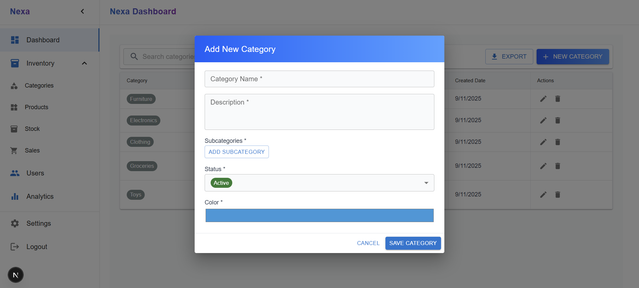 Nexa
Nexa Dashboard
Dashboard
Inventory
Categories
Products
Stock
Sales
Users
Analytics
Settings
Logout
N
Search categorie
EXPORT
+ NEW CATEGORY
Category
Created Date
Actions
Furniture
9/11/2025
Electronics
9/11/2025
Clothing
9/11/2025
Groceries
9/11/2025
Toys
9/11/2025
Add New Category
Category Name *
Description *
Subcategories *
ADD SUBCATEGORY
Status *
Active
Color *
CANCEL
SAVE CATEGORY